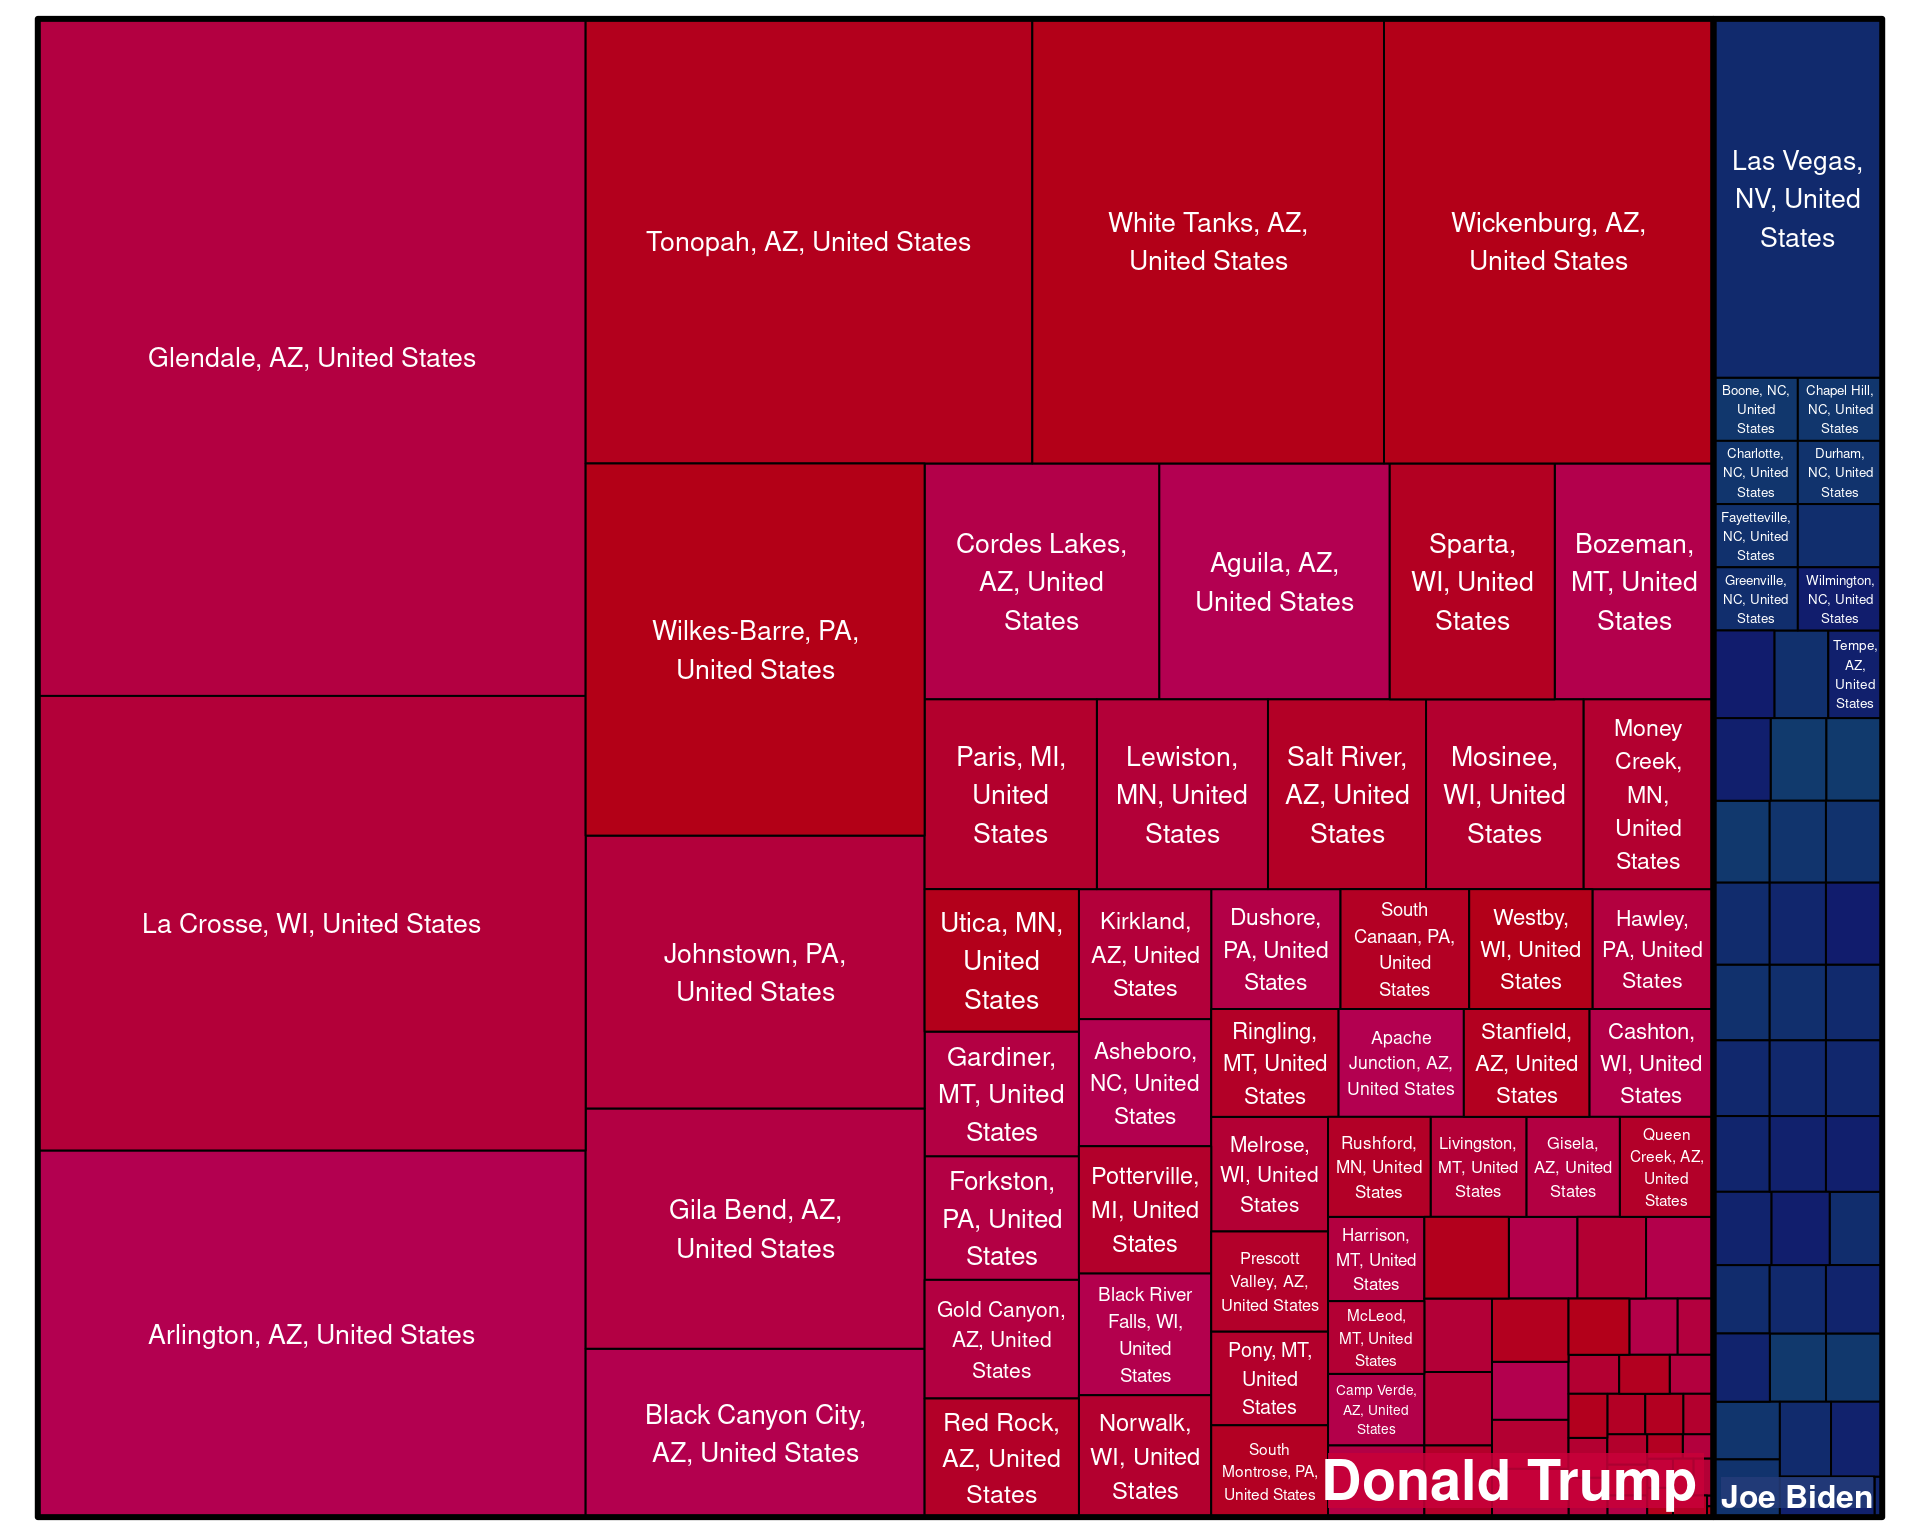 Glendale, AZ, United States
La Crosse, WI, United States
Arlington, AZ, United States
Tonopah, AZ, United States
White Tanks, AZ,
United States
Wickenburg, AZ,
United States
Wilkes-Barre, PA,
United States
Johnstown, PA,
United States
Gila Bend, AZ,
United States
Black Canyon City,
AZ, United States
Cordes Lakes,
AZ, United
States
Aguila, AZ,
United States
Sparta,
WI, United
States
Bozeman,
MT, United
States
Paris, MI,
United
States
Lewiston,
MN, United
States
Salt River,
AZ, United
States
Mosinee,
WI, United
States
Money
Creek,
MN,
United
States
Utica, MN,
United
States
Gardiner,
MT, United
States
Forkston,
PA, United
States
Gold Canyon,
AZ, United
States
Red Rock,
AZ, United
States
Kirkland,
AZ, United
States
Asheboro,
NC, United
States
Potterville,
MI, United
States
Black River
Falls, WI,
United
States
Norwalk,
WI, United
States
Dushore,
PA, United
States
South
Canaan, PA,
United
States
Westby,
WI, United
States
Hawley,
PA, United
States
Ringling,
MT, United
States
Apache
Junction, AZ,
United States
Stanfield,
AZ, United
States
Cashton,
WI, United
States
Melrose,
WI, United
States
Prescott
Valley, AZ,
United States
Pony, MT,
United
States
South
Montrose, PA,
United States
Rushford,
MN, United
States
Livingston,
MT, United
States
Gisela,
AZ, United
States
Queen
Creek, AZ,
United
States
Harrison,
MT, United
States
McLeod,
MT, United
States
Camp Verde,
AZ, United
States
Donald Trump
Las Vegas,
NV, United
States
Boone, NC,
United
States
Chapel Hill,
NC, United
States
Charlotte,
NC, United
States
Durham,
NC, United
States
Fayetteville,
NC, United
States
Greenville,
NC, United
States
Wilmington,
NC, United
States
Tempe,
AZ,
United
States
Joe Biden